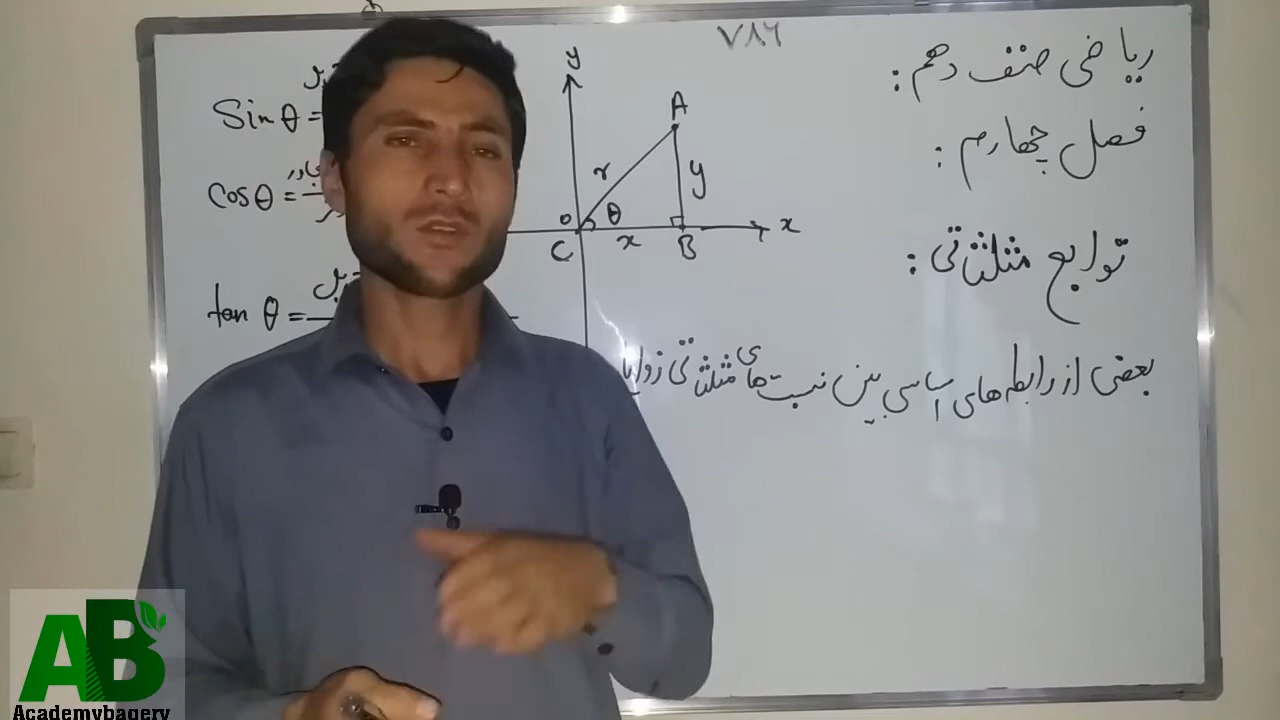 ۷۸۶
ریاضی صنف دهم:
فصل چهارم:
توابع مثلثاتی:
بعضی از رابطه های اساسی بین نسبت های مثلثاتی زوایا
Sin θ =
Cos θ =
tan θ =
y
A
r
y
o
θ
x
C
x
B
AB
Academybagery